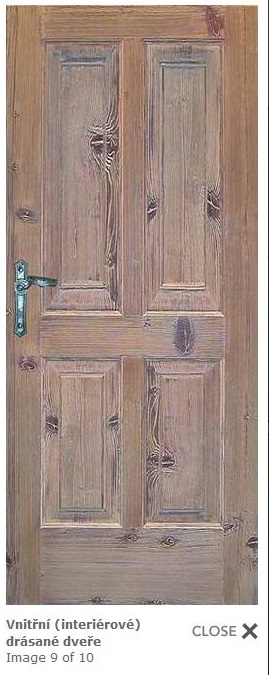 Vnitřní (interiérové)
drásané dveře
Image 9 of 10
CLOSE X